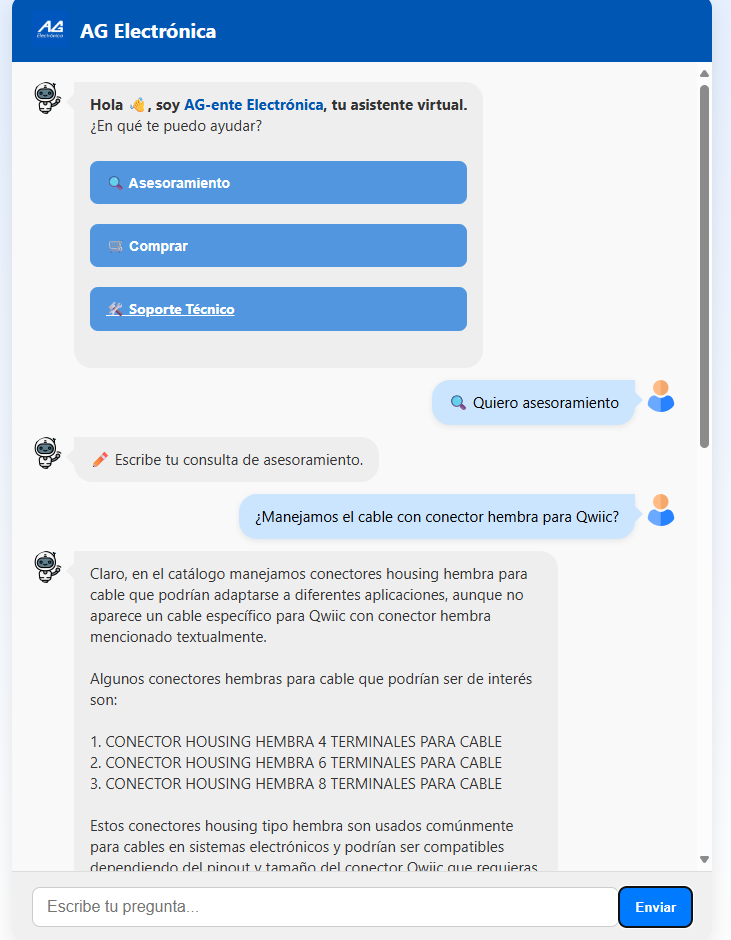 AG
Electrónica
AG Electrónica
Hola 👋, soy AG-ente Electrónica, tu asistente virtual.
¿En qué te puedo ayudar?
🔍 Asesoramiento
Comprar
🛠️ Soporte Técnico
🔍 Quiero asesoramiento
✏️ Escribe tu consulta de asesoramiento.
¿Manejamos el cable con conector hembra para Qwiic?
Claro, en el catálogo manejamos conectores housing hembra para
cable que podrían adaptarse a diferentes aplicaciones, aunque no
aparece un cable específico para Qwiic con conector hembra
mencionado textualmente.
Algunos conectores hembras para cable que podrían ser de interés
son:
1. CONECTOR HOUSING HEMBRA 4 TERMINALES PARA CABLE
2. CONECTOR HOUSING HEMBRA 6 TERMINALES PARA CABLE
3. CONECTOR HOUSING HEMBRA 8 TERMINALES PARA CABLE
Estos conectores housing tipo hembra son usados comúnmente
para cables en sistemas electrónicos y podrían ser compatibles
dependiendo del pinout y tamaño del conector Qwiic que requieras
Escribe tu pregunta...
Enviar